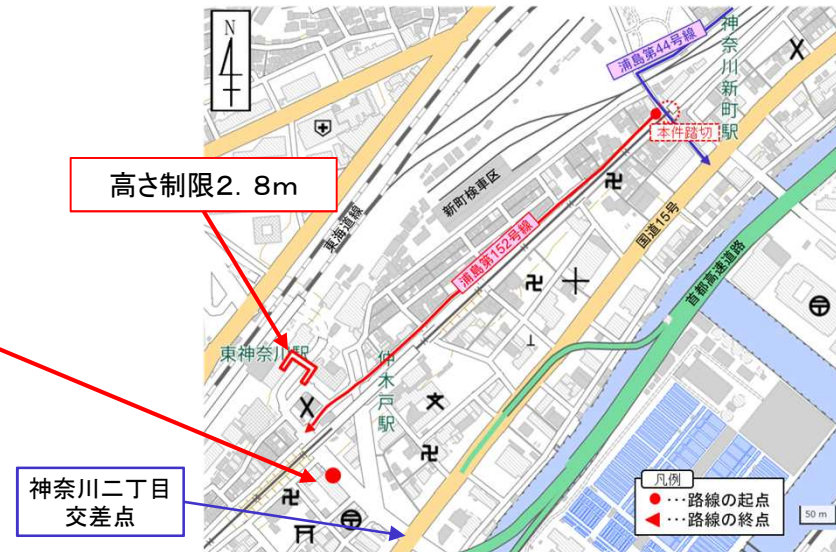 N
浦島第44号線
神奈川新町駅
本件踏切
高さ制限2．8m
新町検車区
東海道線
国道15号
浦島第152号線
首都高速道路
東神奈川駅
仲木戸駅
神奈川二丁目
交差点
凡例
●…路線の起点
◀…路線の終点
50 m